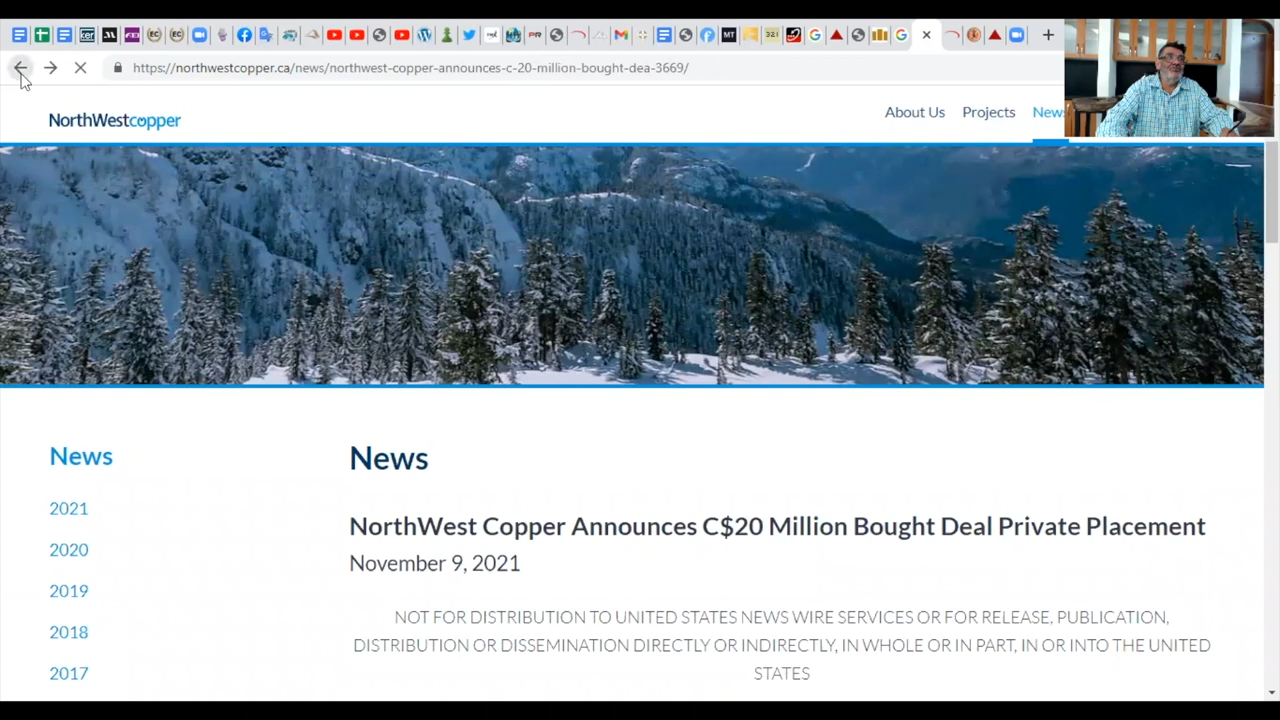 https://northwestcopper.ca/news/northwest-copper-announces-c-20-million-bought-dea-3669/
NorthWestcopper
About Us Projects News
News
2021
2020
2019
2018
2017
News
NorthWest Copper Announces C$20 Million Bought Deal Private Placement
November 9, 2021
NOT FOR DISTRIBUTION TO UNITED STATES NEWS WIRE SERVICES OR FOR RELEASE, PUBLICATION,
DISTRIBUTION OR DISSEMINATION DIRECTLY OR INDIRECTLY, IN WHOLE OR IN PART, IN OR INTO THE UNITED
STATES